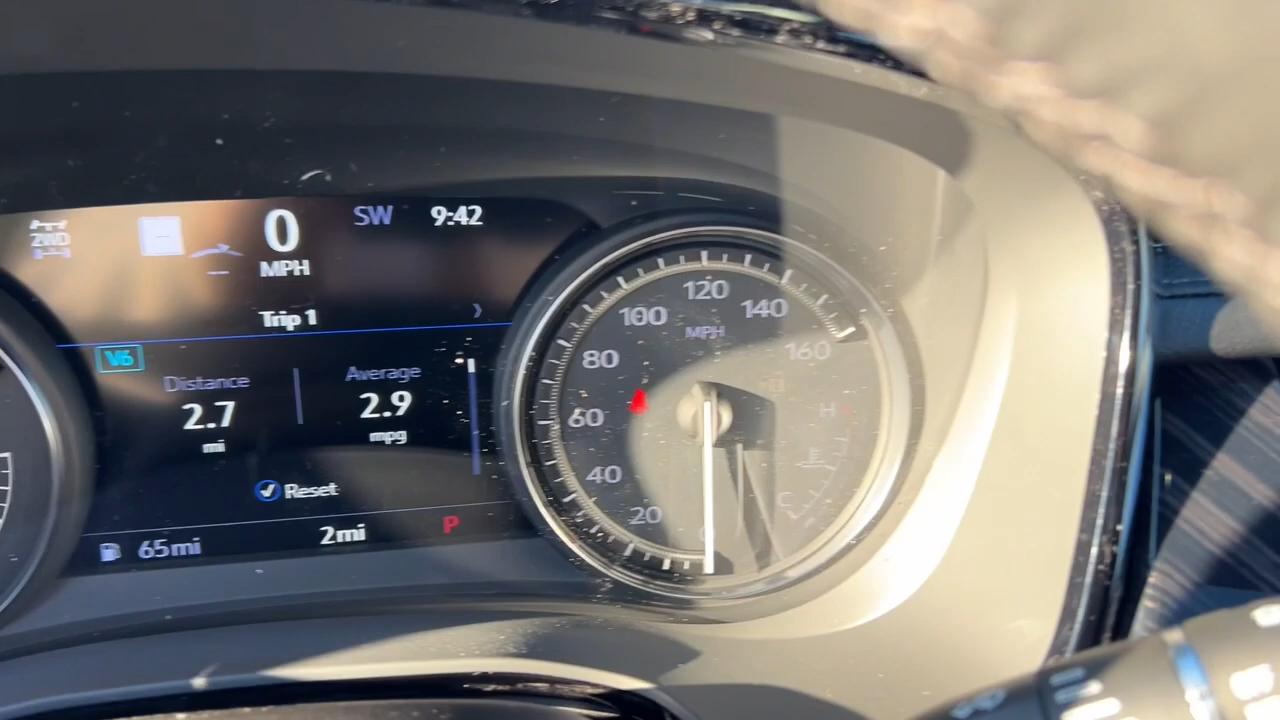 2WD
0
MPH
SW
9:42
Trip 1
V6
Distance
2.7
mi
Average
2.9
mpg
Reset
65mi
2mi
P
20
40
60
80
100
120
140
160
MPH
H
C